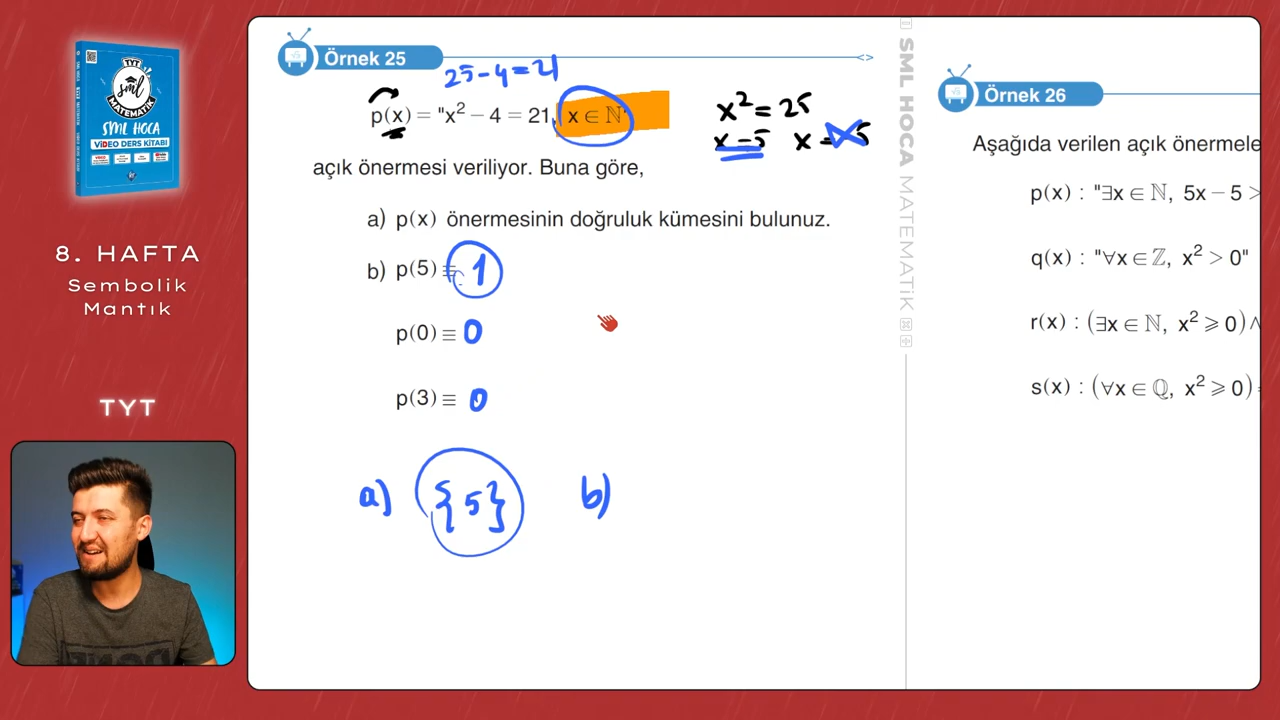 TYT
sml
MATEMATİK
SML HOCA
VİDEO DERS KİTABI
8. HAFTA
Sembolik
Mantık
TYT
Örnek 25
25-4=21
p(x) = "x² − 4 = 21, x ∈ ℕ"
x² = 25
x=5 x=-5
açık önermesi veriliyor. Buna göre,
a) p(x) önermesinin doğruluk kümesini bulunuz.
b) p(5) ≡ 1
p(0) ≡ 0
p(3) ≡ 0
a) {5} b)
SML HOCA MATEMATİK
Örnek 26
Aşağıda verilen açık önermele
p(x) : "∃x ∈ ℕ, 5x − 5 >
q(x) : "∀x ∈ ℤ, x² > 0"
r(x) : (∃x ∈ ℕ, x² ⩾ 0) ∧
s(x) : (∀x ∈ ℚ, x² ⩾ 0)